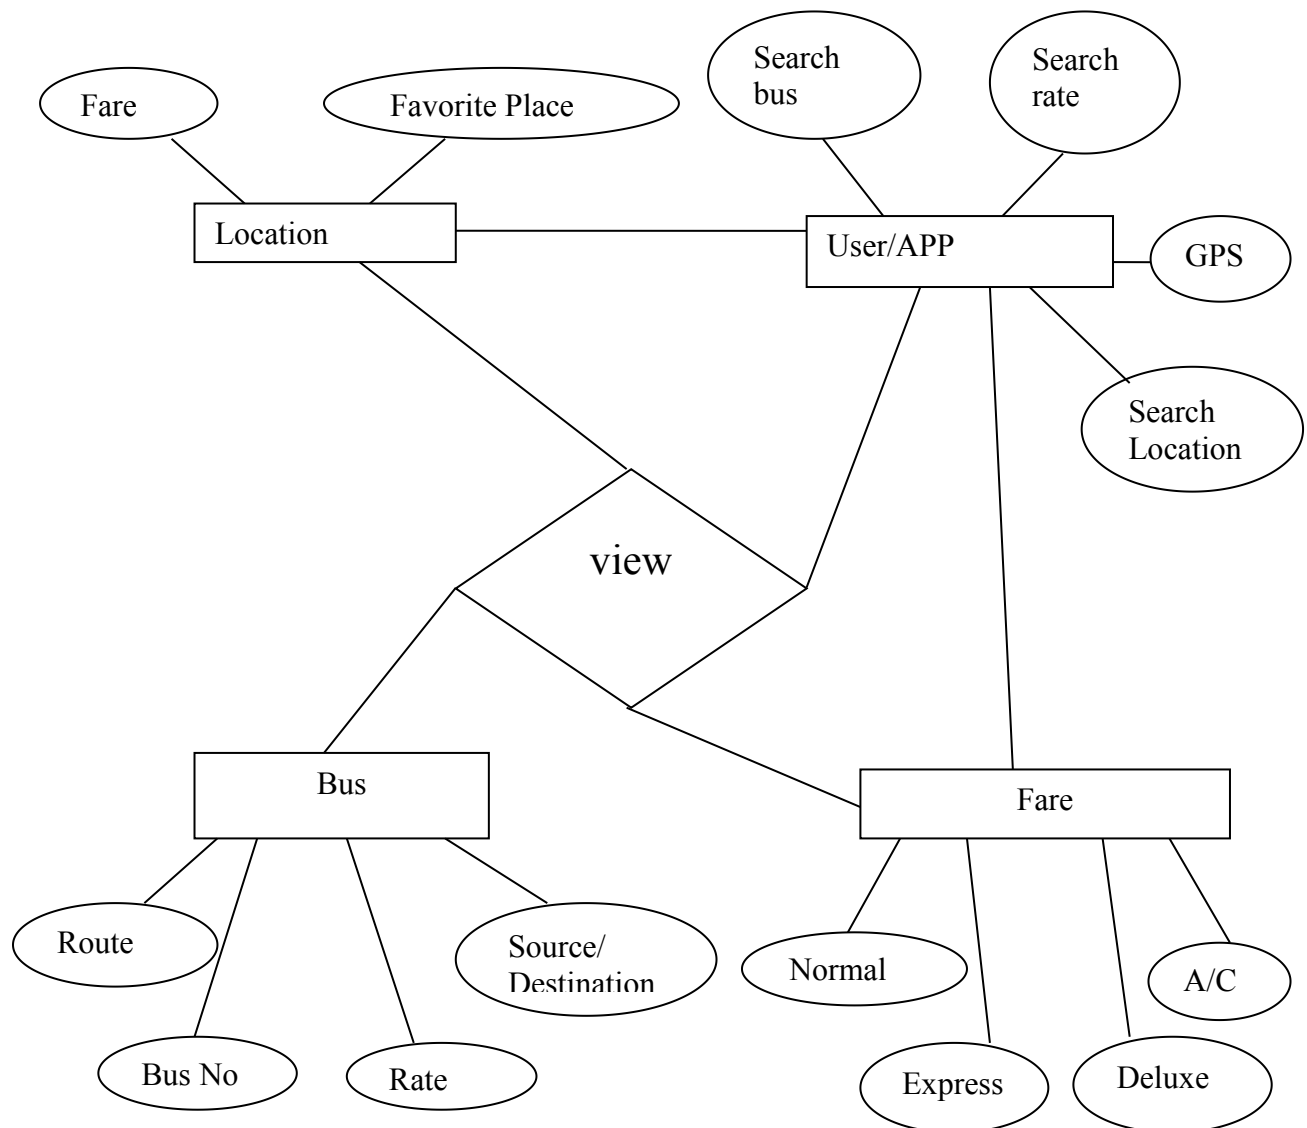 Search
bus
Search
rate
Fare
Favorite Place
Location
User/APP
GPS
Search
Location
view
Bus
Fare
Route
Source/
Destination
Normal
A/C
Bus No
Rate
Express
Deluxe